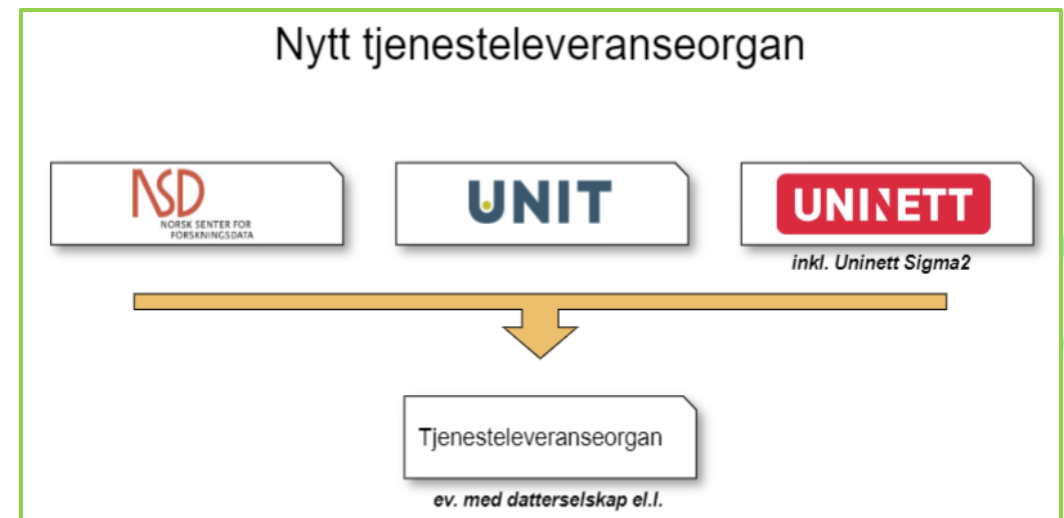 Nytt tjenesteleveranseorgan
NSD
NORSK SENTER FOR
FORSKNINGSDATA
UNIT
UNINETT
inkl. Uninett Sigma2
Tjenesteleveranseorgan
ev. med datterselskap el.l.